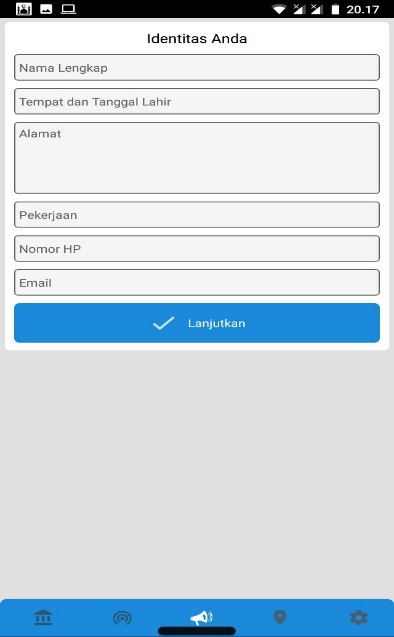 20.17
Identitas Anda
Nama Lengkap
Tempat dan Tanggal Lahir
Alamat
Pekerjaan
Nomor HP
Email
Lanjutkan